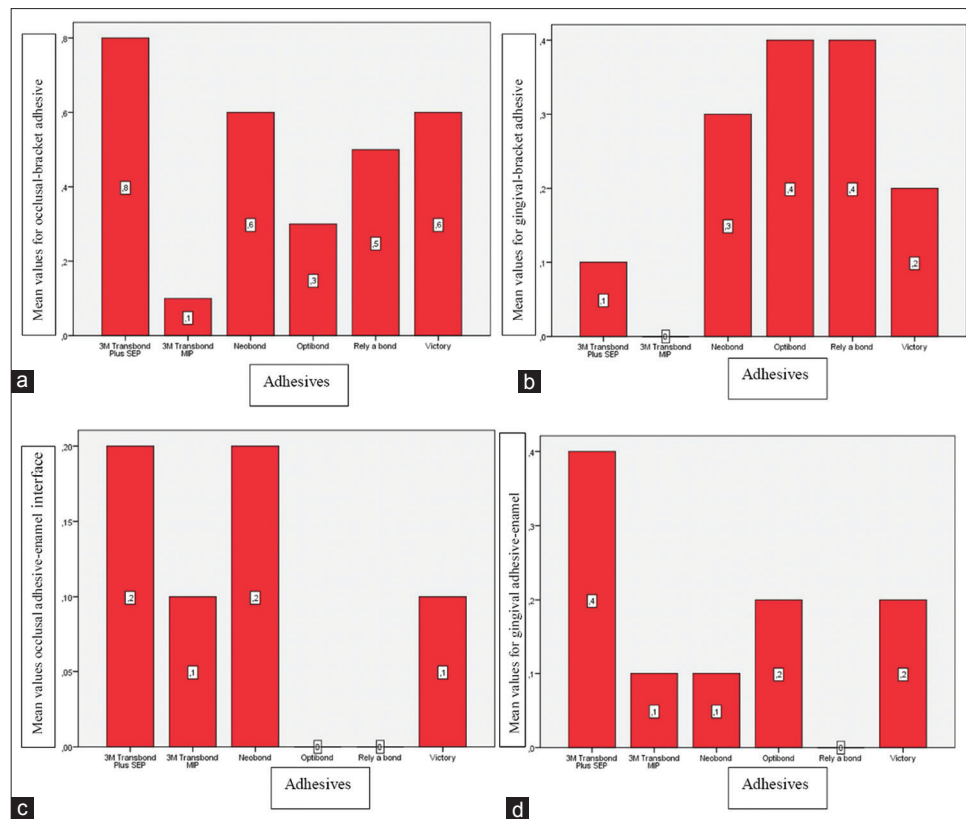 Mean values for occlusal-bracket adhesive
,8
,6
,4
,2
,0
,8
,1
,6
,3
,5
,6
3M Transbond Plus SEP
3M Transbond MIP
Neobond
Optibond
Rely a bond
Victory
Adhesives
a
Mean values for gingival-bracket adhesive
,4
,3
,2
,1
,0
,1
0
,3
,4
,4
,2
3M Transbond Plus SEP
3M Transbond MIP
Neobond
Optibond
Rely a bond
Victory
Adhesives
b
Mean values occlusal adhesive-enamel interface
,20
,15
,10
,05
,00
,2
,1
,2
0
0
,1
3M Transbond Plus SEP
3M Transbond MIP
Neobond
Optibond
Rely a bond
Victory
Adhesives
c
Mean values for gingival adhesive-enamel
,4
,3
,2
,1
,0
,4
,1
,1
,2
0
,2
3M Transbond Plus SEP
3M Transbond MIP
Neobond
Optibond
Rely a bond
Victory
Adhesives
d